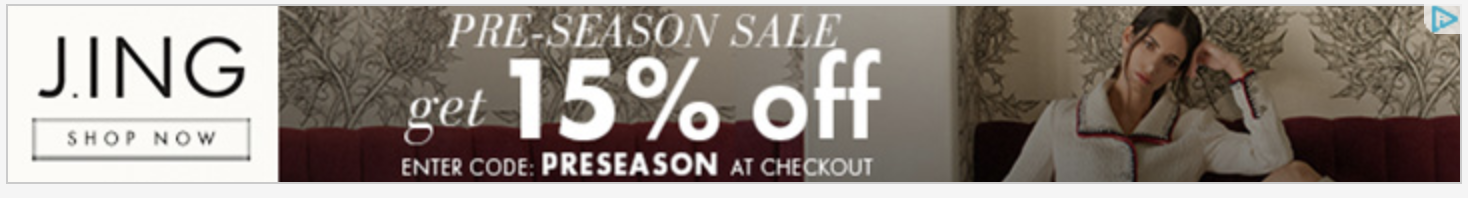 J.ING
SHOP NOW
PRE-SEASON SALE
get 15% off
ENTER CODE: PRESEASON AT CHECKOUT